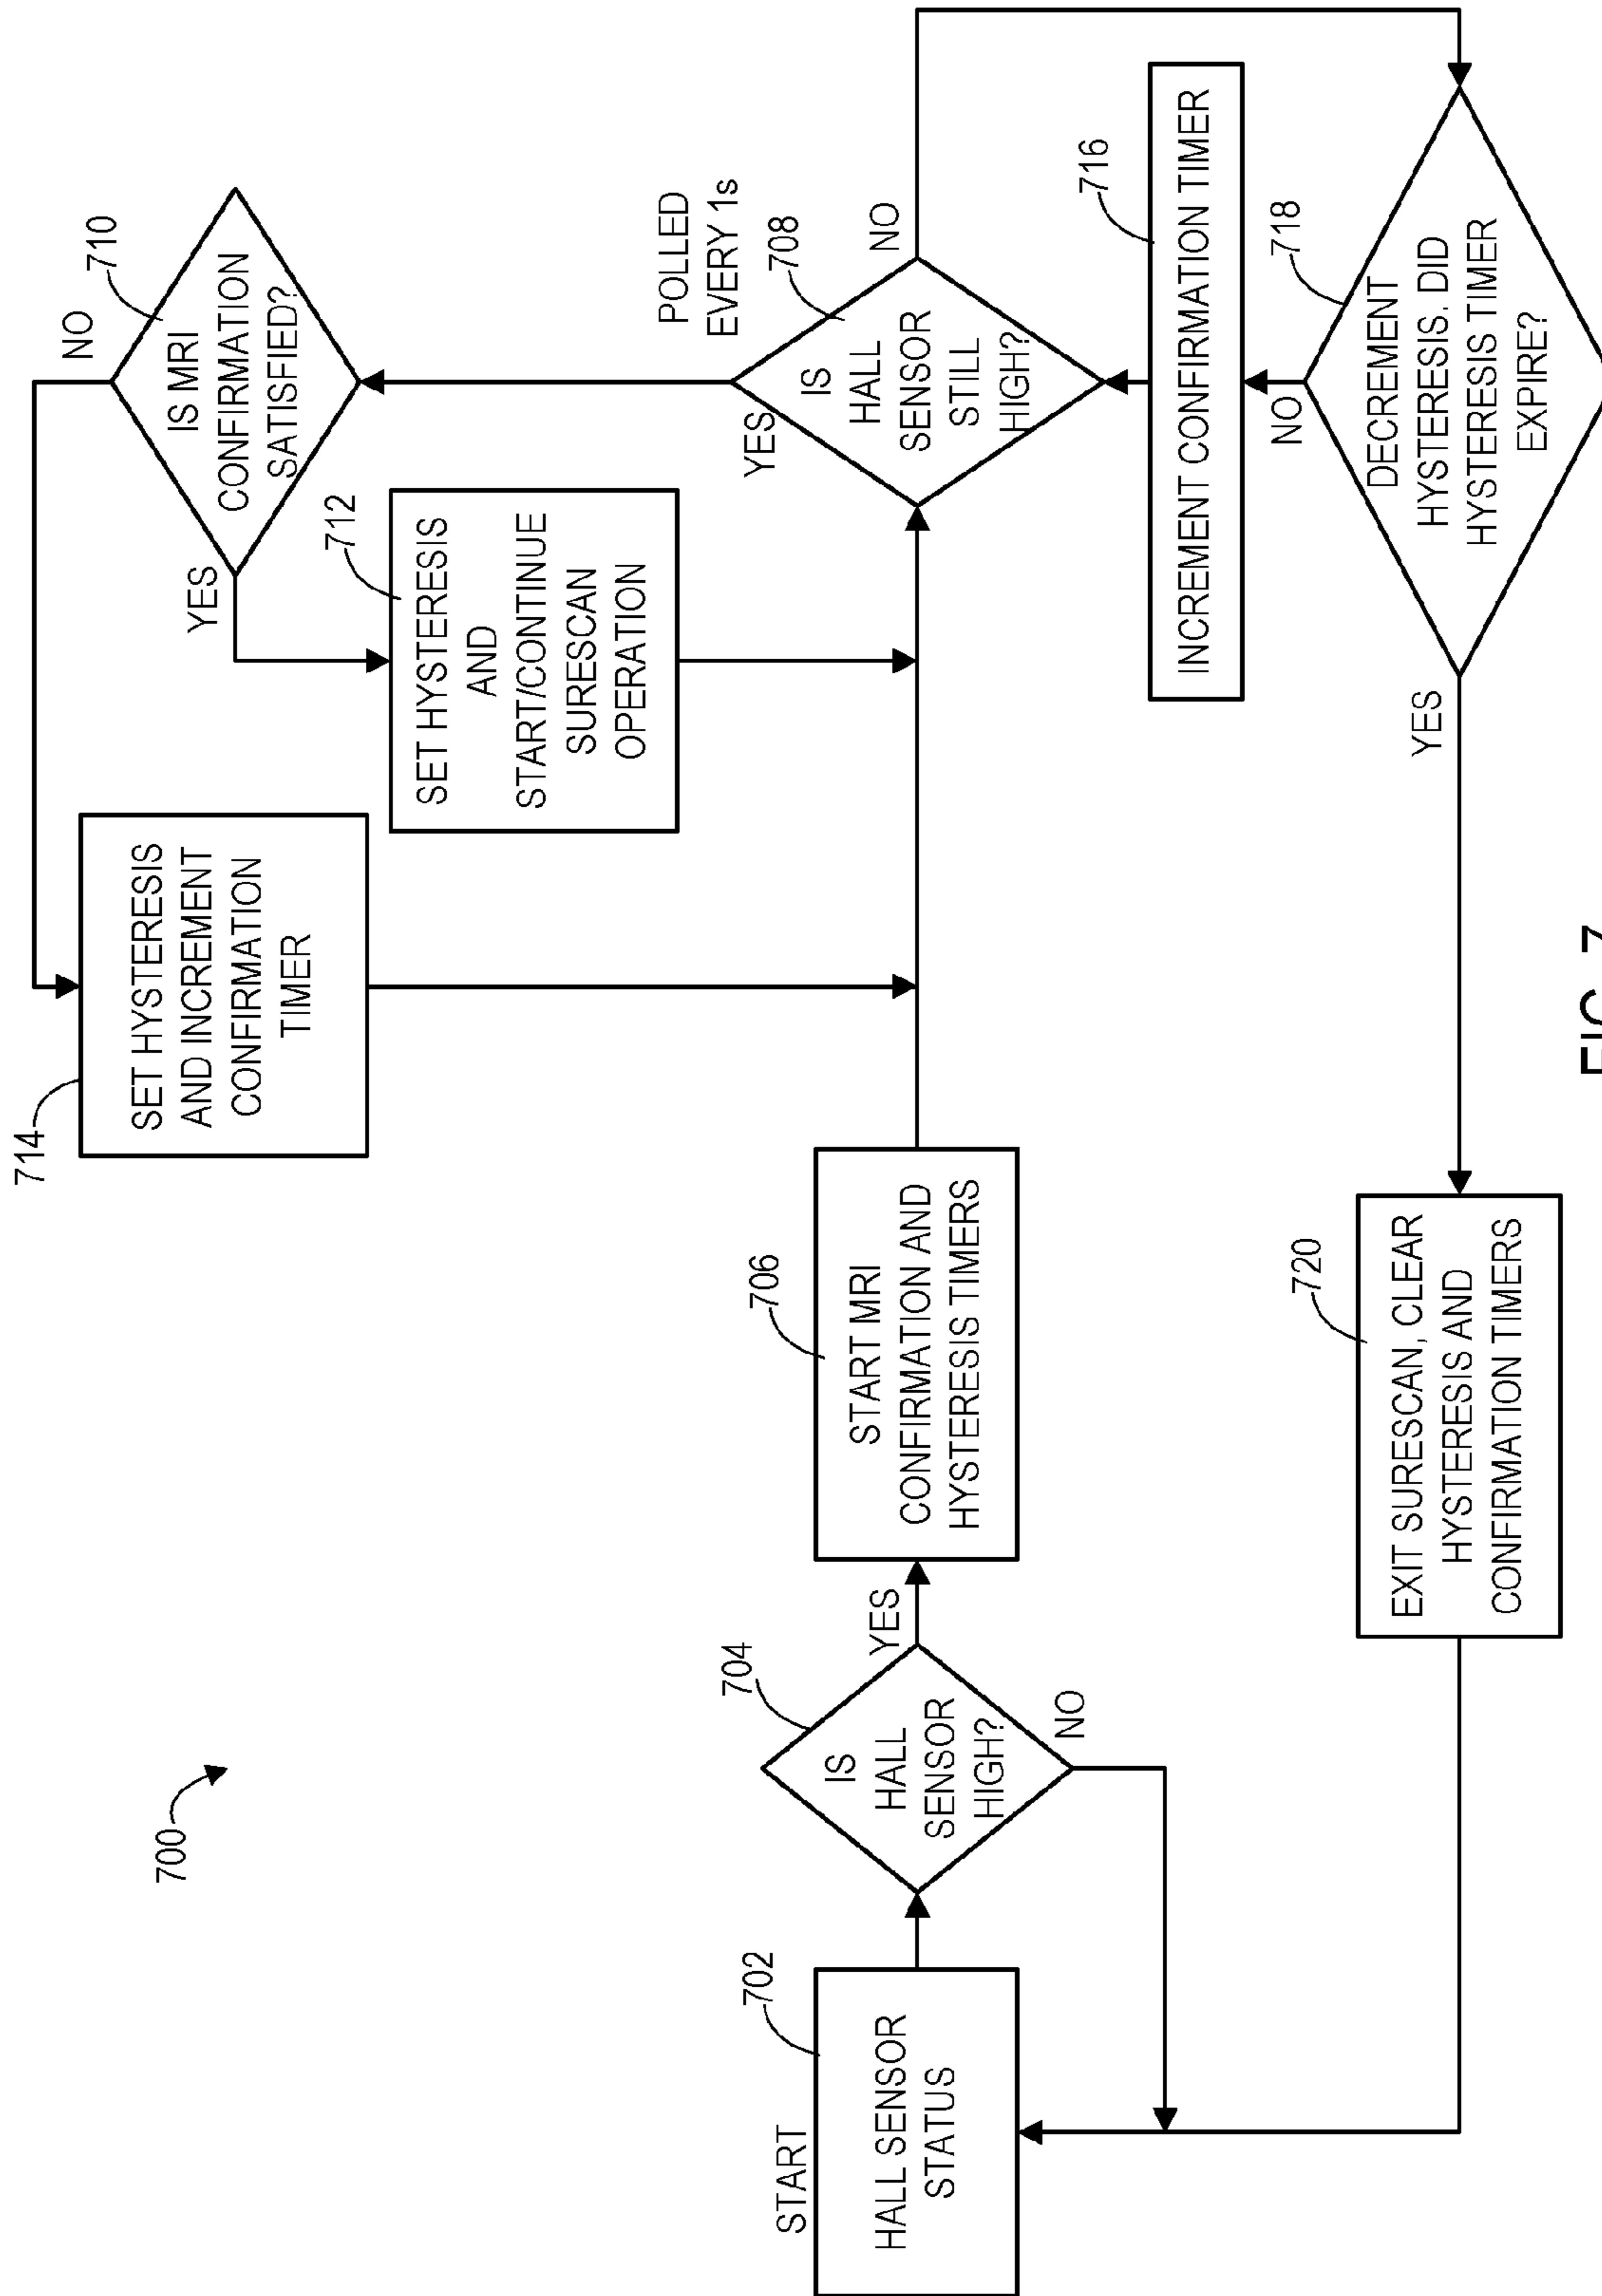 700
START
702
HALL SENSOR
STATUS
704
IS
HALL
SENSOR
HIGH?
YES
NO
706
START MRI
CONFIRMATION AND
HYSTERESIS TIMERS
POLLED
EVERY 1s
708
IS
HALL
SENSOR
STILL
HIGH?
YES
NO
710
IS MRI
CONFIRMATION
SATISFIED?
YES
NO
712
SET HYSTERESIS
AND
START/CONTINUE
SURESCAN
OPERATION
714
SET HYSTERESIS
AND INCREMENT
CONFIRMATION
TIMER
716
INCREMENT CONFIRMATION TIMER
718
DECREMENT
HYSTERESIS. DID
HYSTERESIS TIMER
EXPIRE?
NO
YES
720
EXIT SURESCAN, CLEAR
HYSTERESIS AND
CONFIRMATION TIMERS
FIG. 7